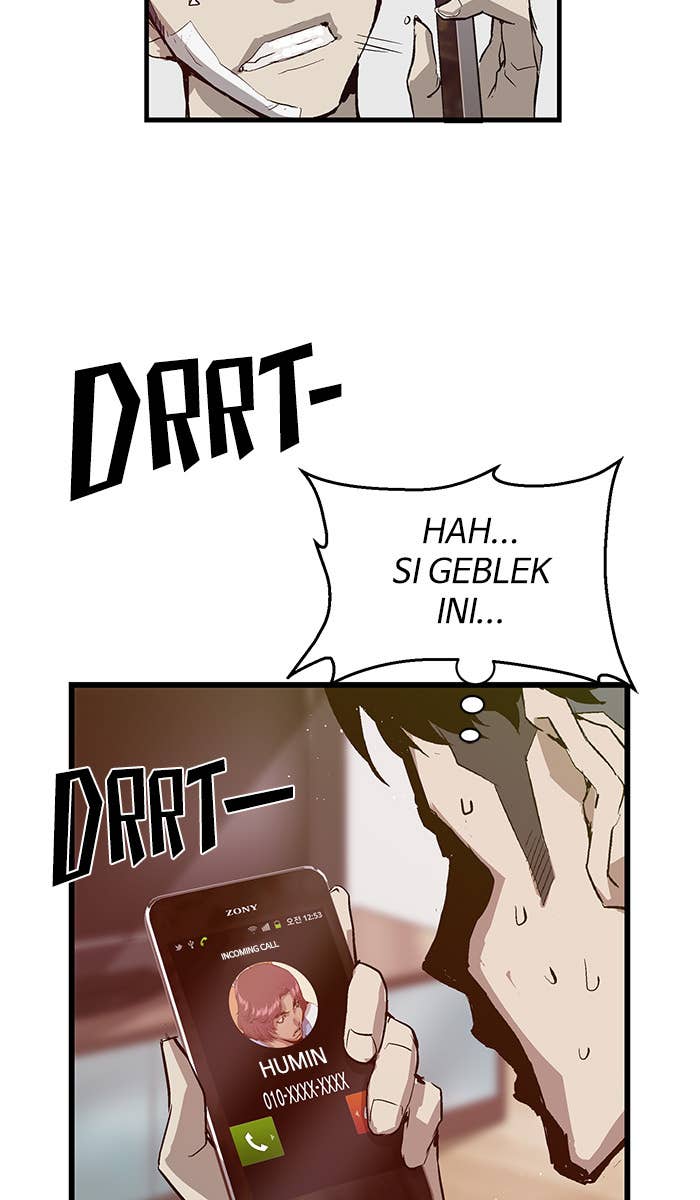 DRRT-
HAH...
SI GEBLEK
INI...
DRRT—
ZONY
오전 12:53
INCOMING CALL
HUMIN
010-XXXX-XXXX